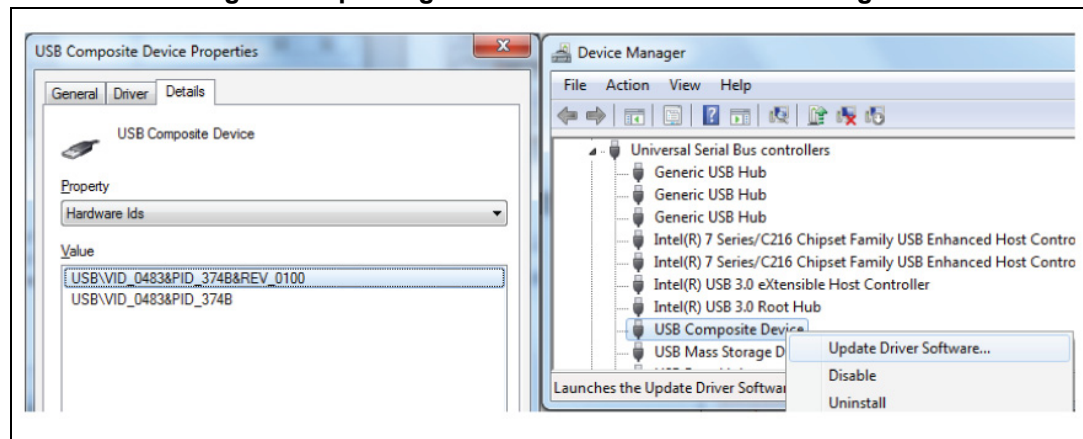 USB Composite Device Properties
General Driver Details
USB Composite Device
Property
Hardware Ids
Value
USB\VID_0483&PID_374B&REV_0100
USB\VID_0483&PID_374B
Device Manager
File Action View Help
Universal Serial Bus controllers
Generic USB Hub
Generic USB Hub
Generic USB Hub
Intel(R) 7 Series/C216 Chipset Family USB Enhanced Host Contro
Intel(R) 7 Series/C216 Chipset Family USB Enhanced Host Contro
Intel(R) USB 3.0 eXtensible Host Controller
Intel(R) USB 3.0 Root Hub
USB Composite Device
USB Mass Storage D
Launches the Update Driver Softwar
Update Driver Software...
Disable
Uninstall